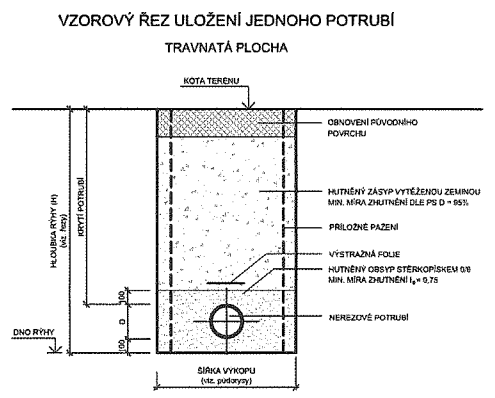 VZOROVÝ ŘEZ ULOŽENÍ JEDNOHO POTRUBÍ
TRAVNATÁ PLOCHA
KÓTA TERÉNU
OBNOVENÍ PŮVODNÍHO
POVRCHU
HUTNĚNÝ ZÁSYP VYTĚŽENOU ZEMINOU
MIN. MÍRA ZHUTNĚNÍ DLE PS D = 95%
PŘÍLOŽNÉ PAŽENÍ
VÝSTRAŽNÁ FOLIE
HUTNĚNÝ OBSYP ŠTĚRKOPÍSKEM 0/8
MIN. MÍRA ZHUTNĚNÍ I = 0,75
NEREZOVÉ POTRUBÍ
HLOUBKA RÝHY (H)
(viz. řezy)
KRYTÍ POTRUBÍ
100
D
100
DNO RÝHY
ŠÍŘKA VÝKOPU
(viz. půdorysy)